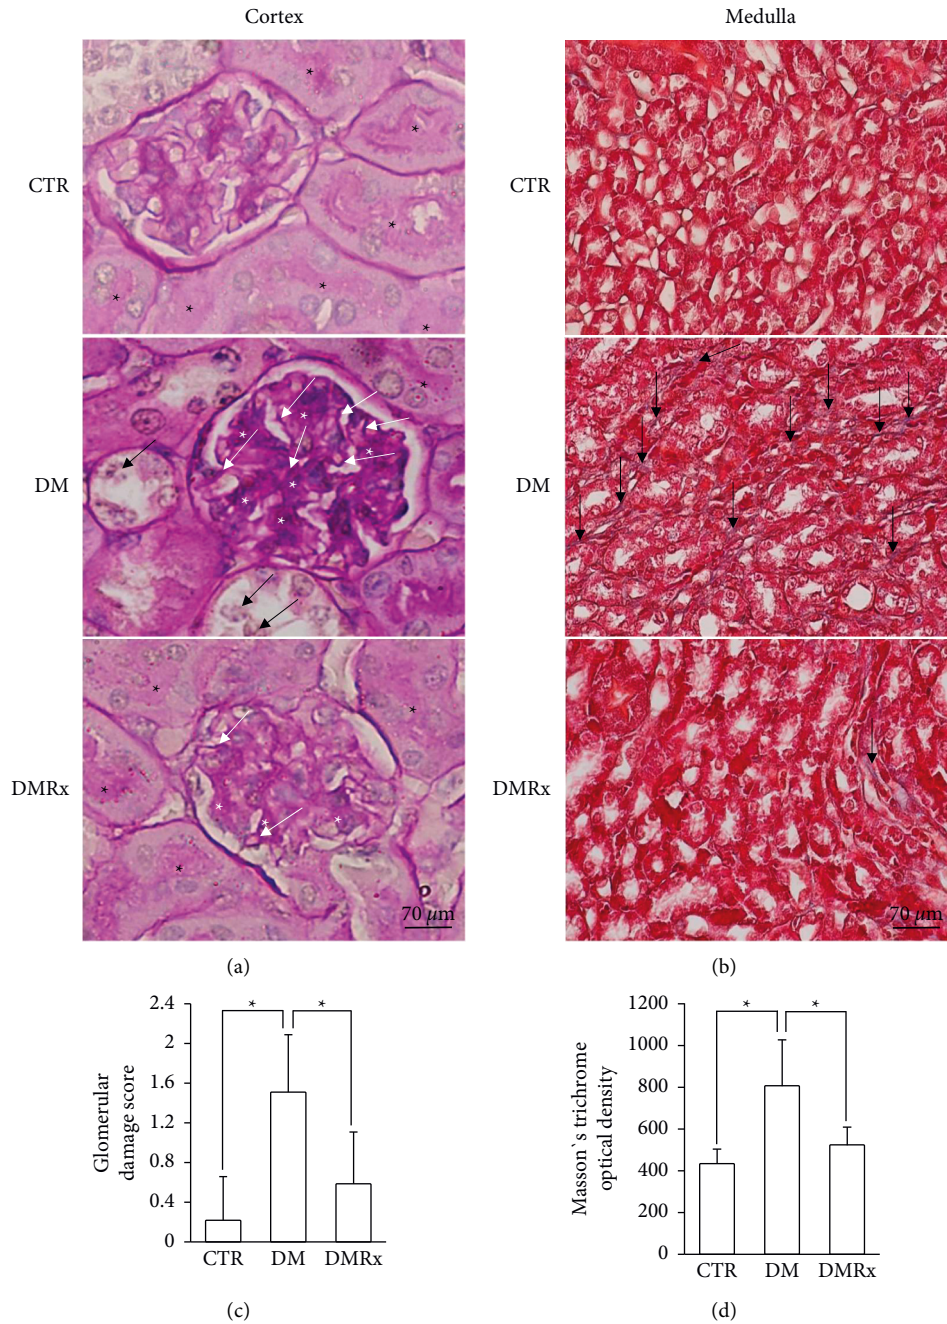 Cortex
Medulla
CTR
CTR
DM
DM
DMRx
DMRx
70 µm
70 µm
(a)
(b)
Glomerular
damage score
2.4
2
1.6
1.2
0.8
0.4
0
*
*
CTR DM DMRx
(c)
Masson`s trichrome
optical density
1200
1000
800
600
400
200
0
*
*
CTR DM DMRx
(d)